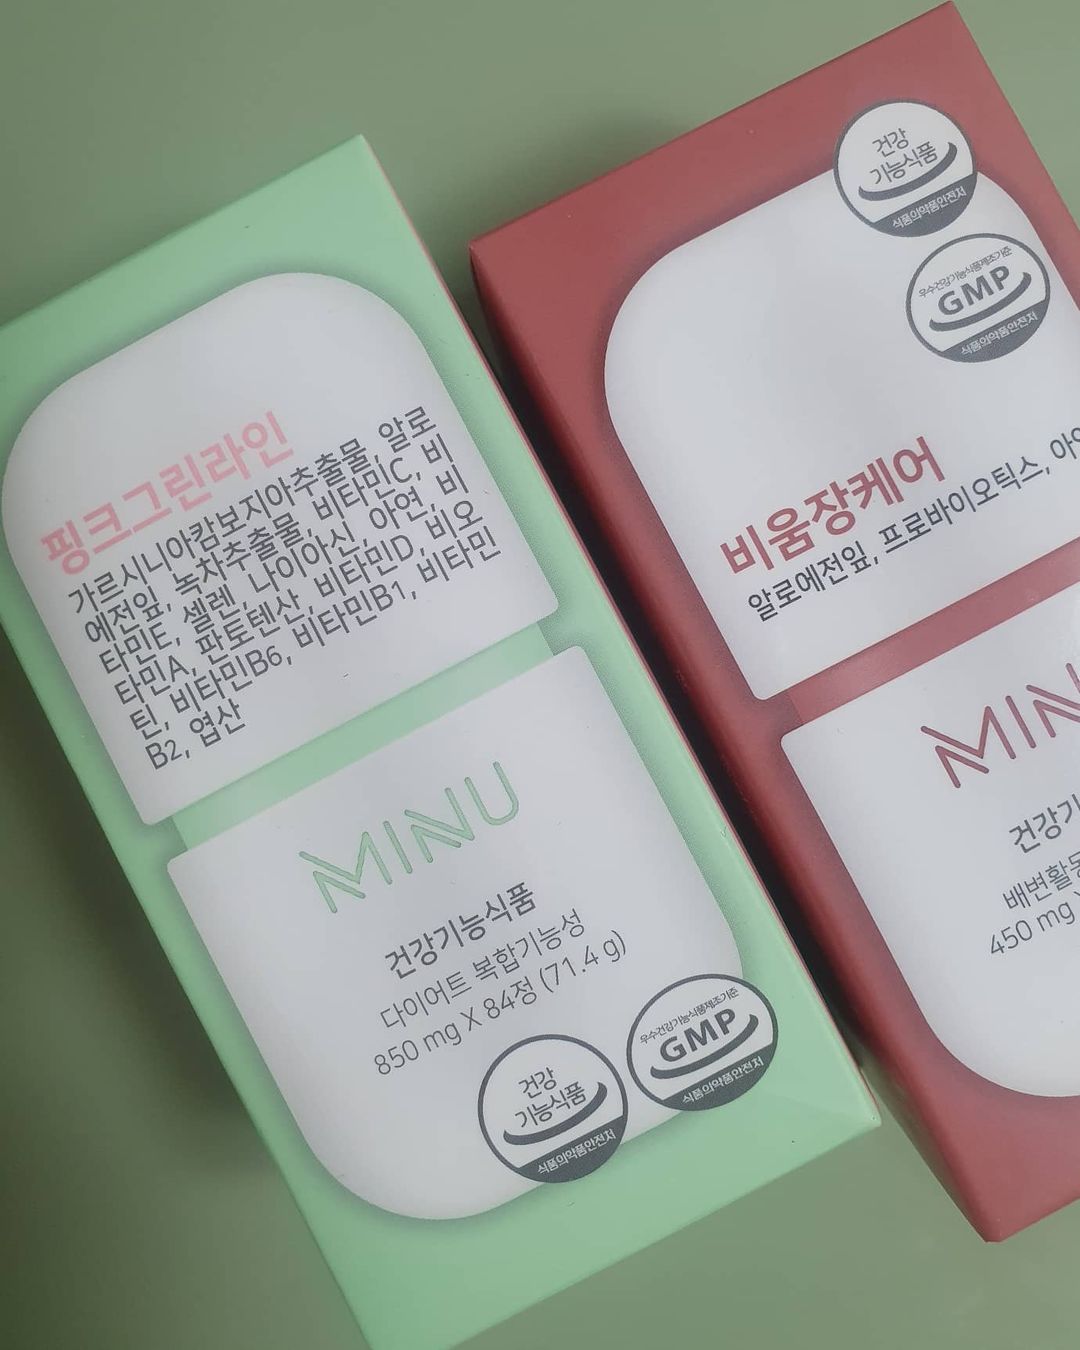 핑크그린라인
가르시니아캄보지아추출물, 알로
에전잎, 녹차추출물, 비타민C, 비
타민E, 셀렌, 나이아신, 아연, 비
타민A, 판토텐산, 비타민D, 비오
틴, 비타민B6, 비타민B1, 비타민
B2, 엽산
MINU
건강기능식품
다이어트 복합기능성
850 mg X 84정 (71.4 g)
건강
기능식품
식품의약품안전처
우수건강기능식품제조기준
GMP
식품의약품안전처
건강
기능식품
식품의약품안전처
우수건강기능식품제조기준
GMP
식품의약품안전처
비움장케어
알로에전잎, 프로바이오틱스, 아연
MINU
건강기
배변활동
450 mg X